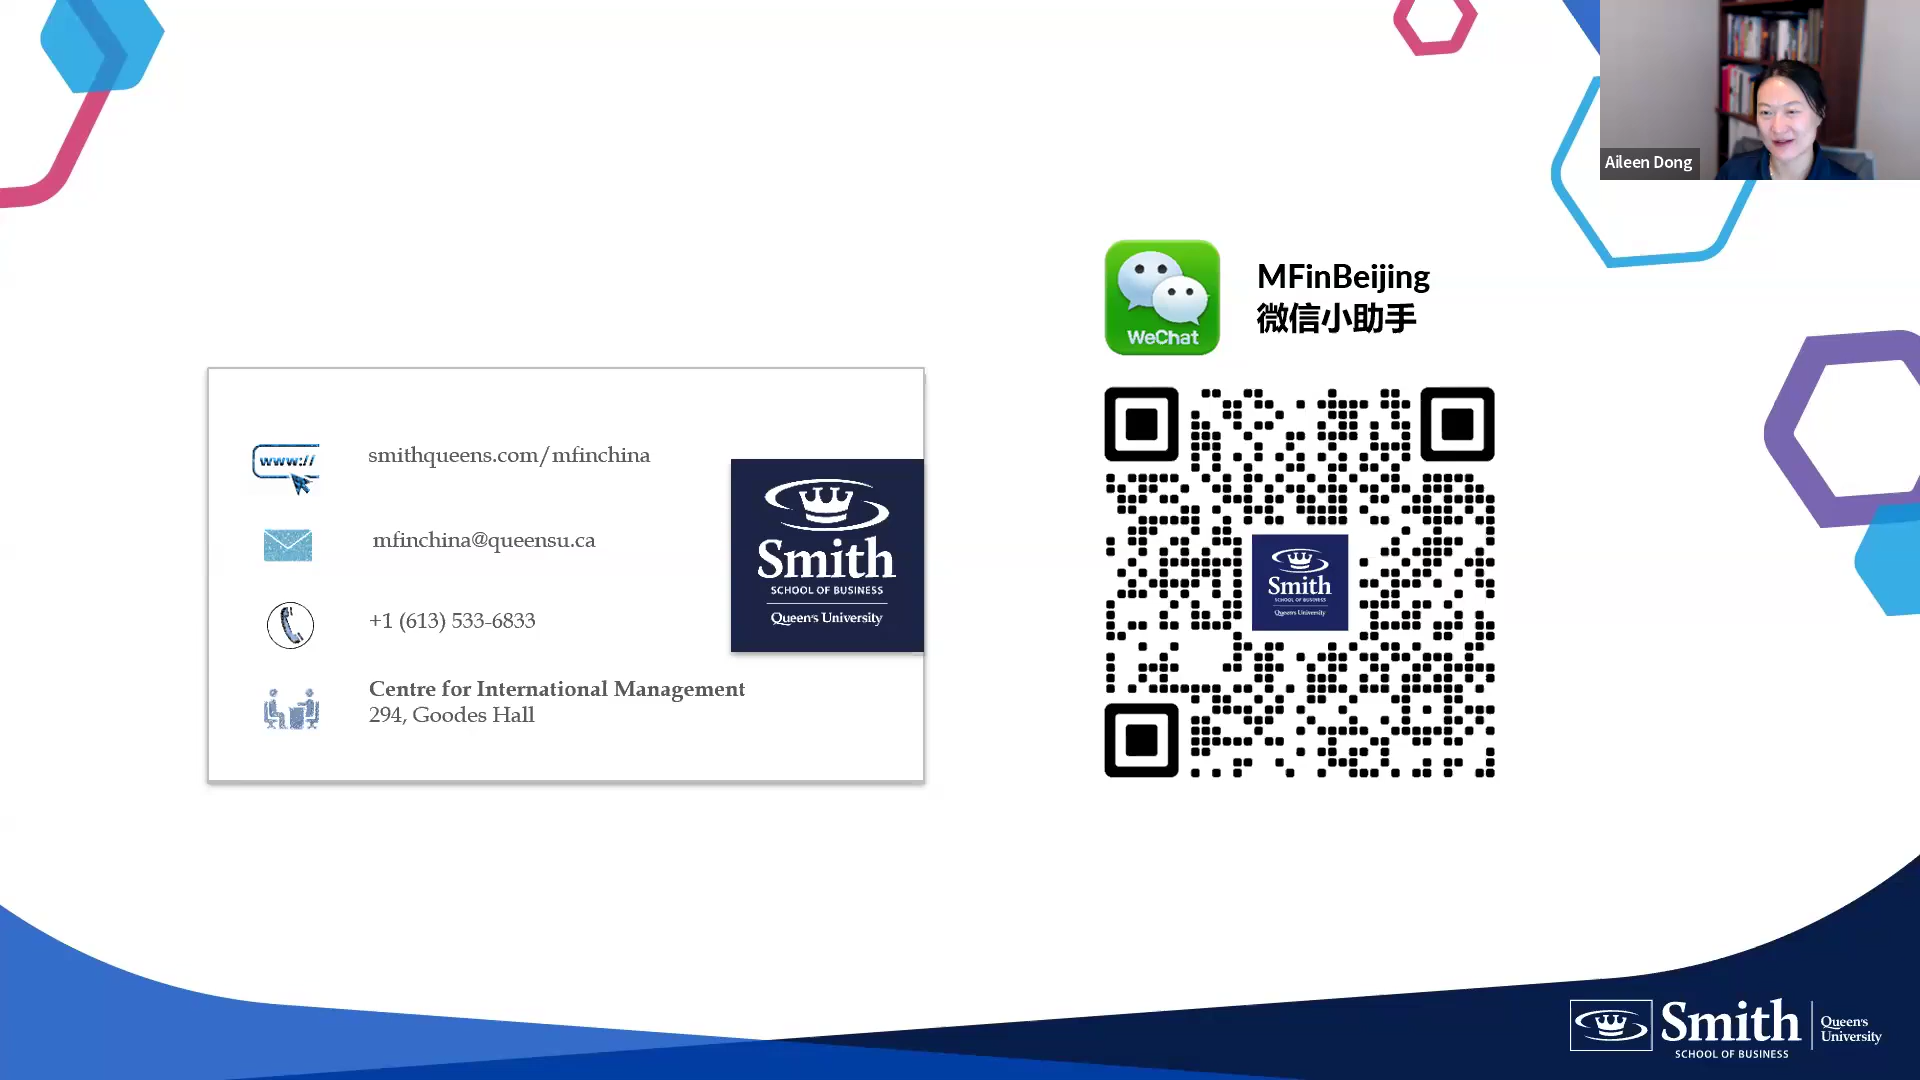 Aileen Dong
WeChat
MFinBeijing
微信小助手
www://
smithqueens.com/mfinchina
mfinchina@queensu.ca
+1 (613) 533-6833
Centre for International Management
294, Goodes Hall
Smith
SCHOOL OF BUSINESS
Queen's University
Smith
SCHOOL OF BUSINESS
Queen's University
Smith
SCHOOL OF BUSINESS
Queen's
University